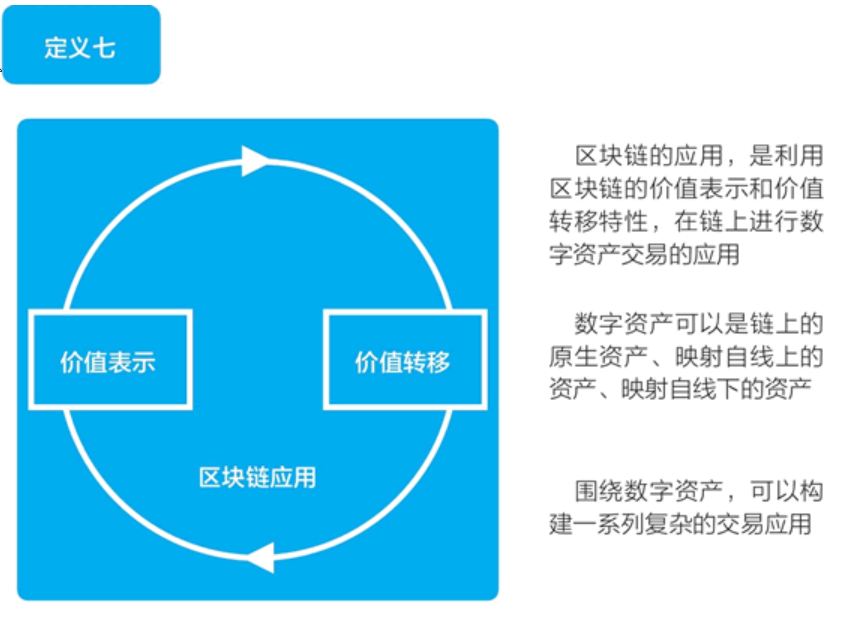 定义七
价值表示
价值转移
区块链应用
区块链的应用，是利用
区块链的价值表示和价值
转移特性，在链上进行数
字资产交易的应用
数字资产可以是链上的
原生资产、映射自线上的
资产、映射自线下的资产
围绕数字资产，可以构
建一系列复杂的交易应用